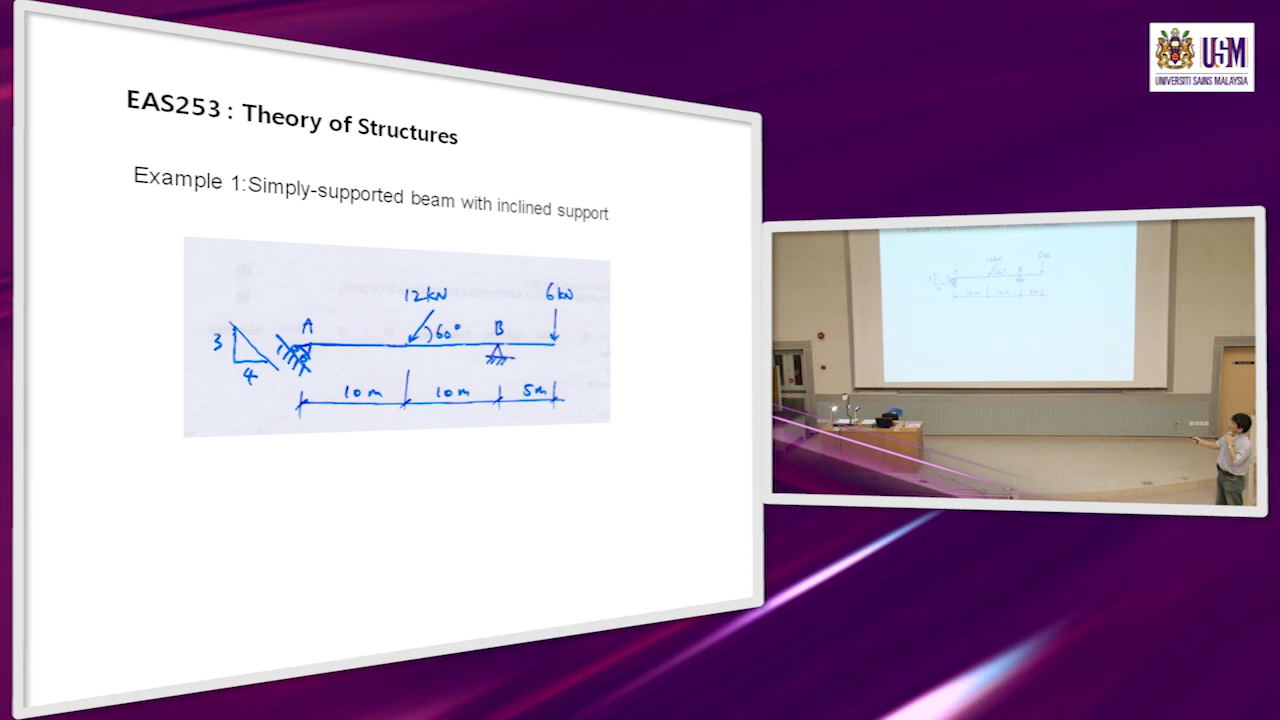 EAS253 : Theory of Structures
Example 1:Simply-supported beam with inclined support
12kN
6kN
A
60°
B
3
4
10m
10m
5m
USM
UNIVERSITI SAINS MALAYSIA